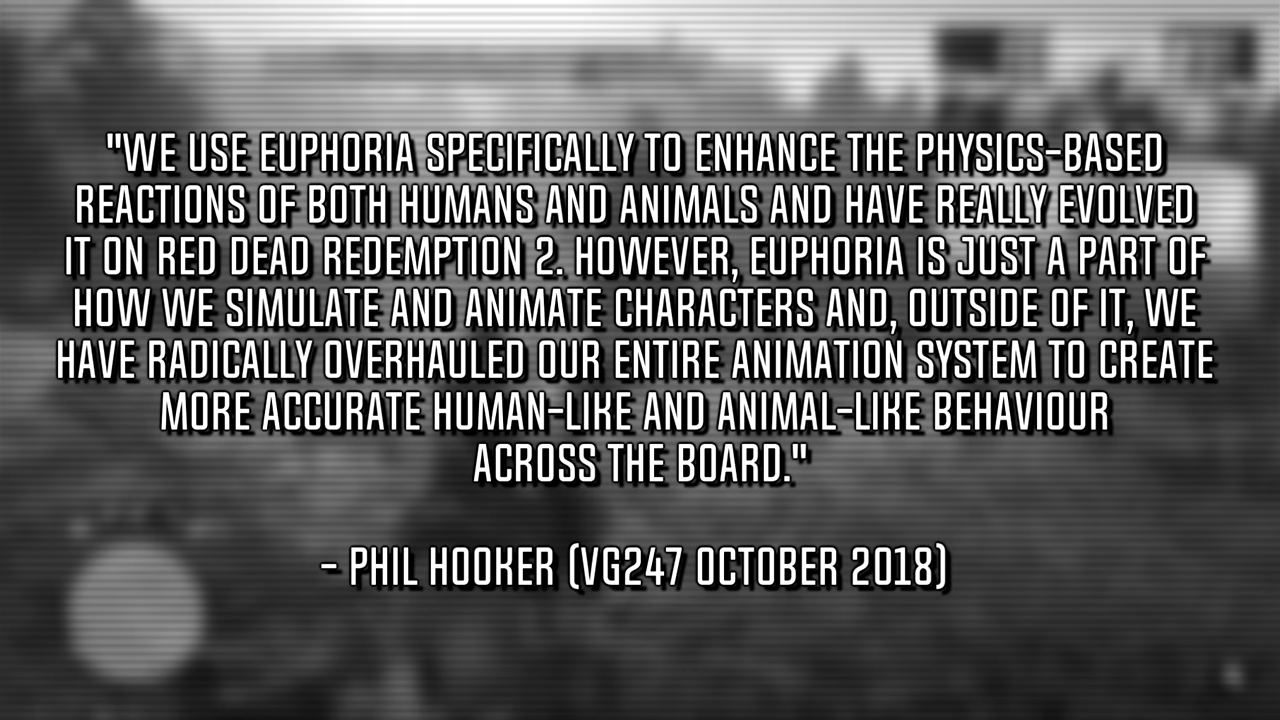 "WE USE EUPHORIA SPECIFICALLY TO ENHANCE THE PHYSICS-BASED
REACTIONS OF BOTH HUMANS AND ANIMALS AND HAVE REALLY EVOLVED
IT ON RED DEAD REDEMPTION 2. HOWEVER, EUPHORIA IS JUST A PART OF
HOW WE SIMULATE AND ANIMATE CHARACTERS AND, OUTSIDE OF IT, WE
HAVE RADICALLY OVERHAULED OUR ENTIRE ANIMATION SYSTEM TO CREATE
MORE ACCURATE HUMAN-LIKE AND ANIMAL-LIKE BEHAVIOUR
ACROSS THE BOARD."
- PHIL HOOKER (VG247 OCTOBER 2018)